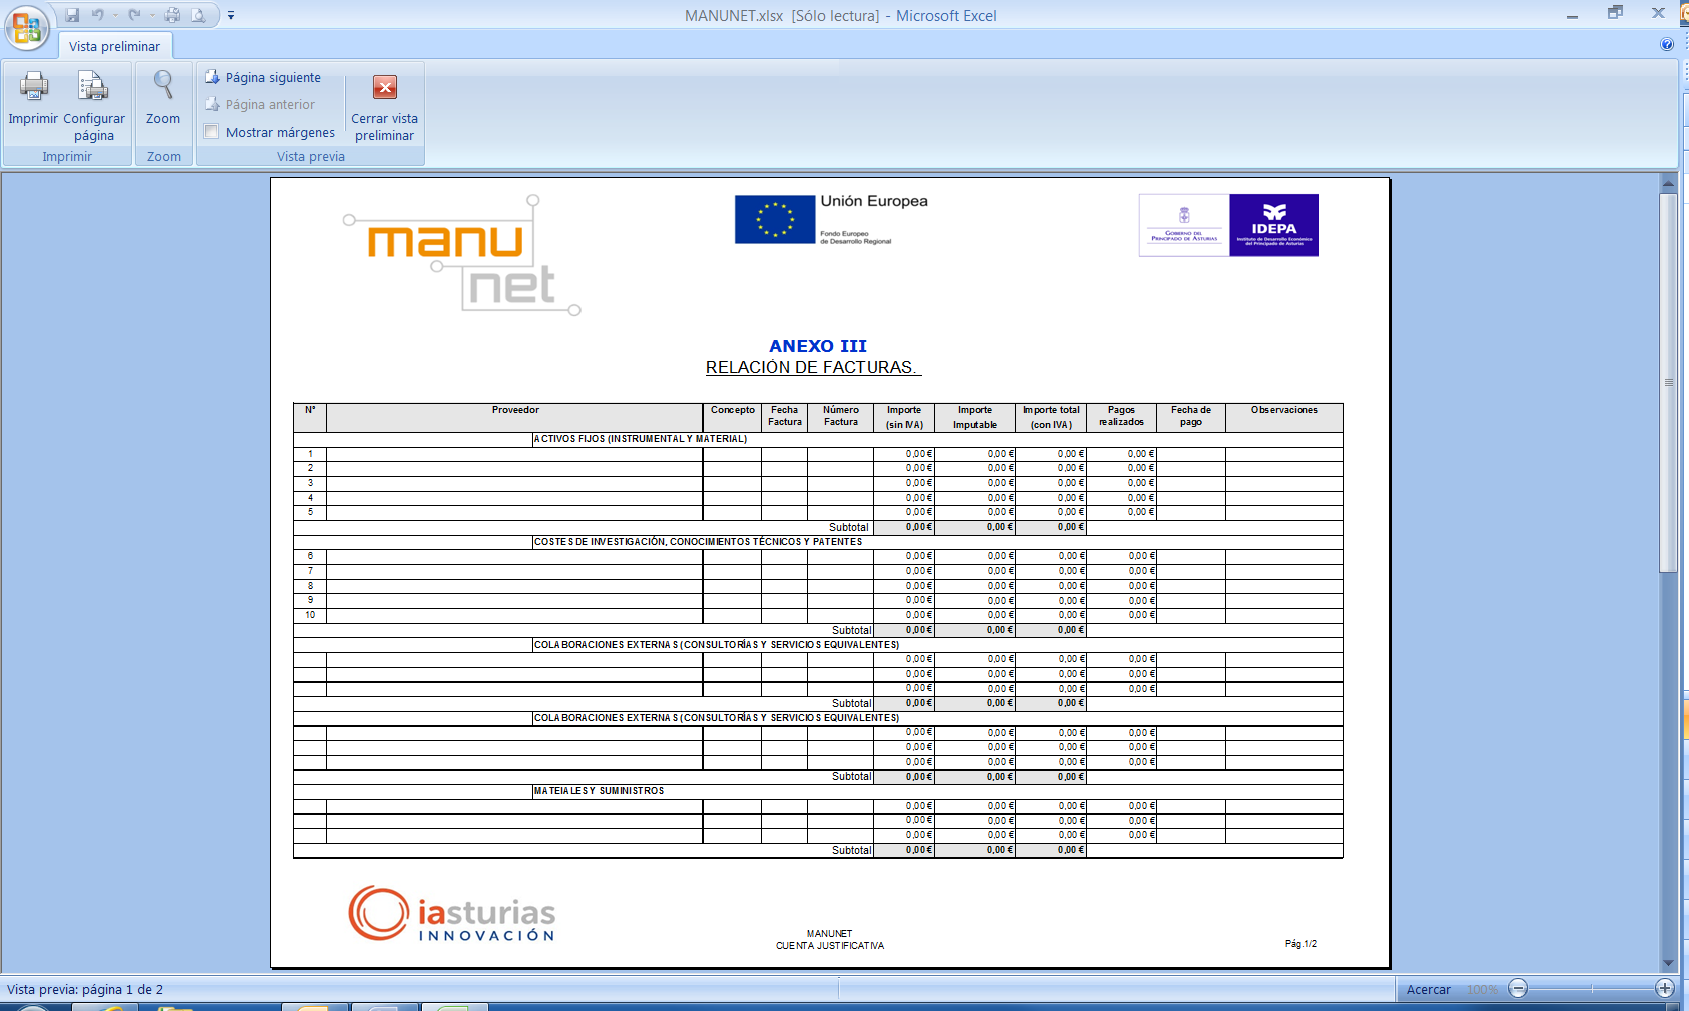 MANUNET.xlsx  [Sólo lectura] - Microsoft Excel
Vista preliminar
Imprimir
Configurar página
Zoom
Página siguiente
Página anterior
Mostrar márgenes
Cerrar vista preliminar
Imprimir
Zoom
Vista previa
manu
net
Unión Europea
Fondo Europeo
de Desarrollo Regional
GOBIERNO DEL
PRINCIPADO DE ASTURIAS
IDEPA
Instituto de Desarrollo Económico
del Principado de Asturias
ANEXO III
RELACIÓN DE FACTURAS.
Nº Proveedor Concepto Fecha Factura Número Factura Importe (sin IVA) Importe Imputable Importe total (con IVA) Pagos realizados Fecha de pago Observaciones
ACTIVOS FIJOS (INSTRUMENTAL Y MATERIAL)
1 0,00 € 0,00 € 0,00 € 0,00 €
2 0,00 € 0,00 € 0,00 € 0,00 €
3 0,00 € 0,00 € 0,00 € 0,00 €
4 0,00 € 0,00 € 0,00 € 0,00 €
5 0,00 € 0,00 € 0,00 € 0,00 €
Subtotal 0,00 € 0,00 € 0,00 €
COSTES DE INVESTIGACIÓN, CONOCIMIENTOS TÉCNICOS Y PATENTES
6 0,00 € 0,00 € 0,00 € 0,00 €
7 0,00 € 0,00 € 0,00 € 0,00 €
8 0,00 € 0,00 € 0,00 € 0,00 €
9 0,00 € 0,00 € 0,00 € 0,00 €
10 0,00 € 0,00 € 0,00 € 0,00 €
Subtotal 0,00 € 0,00 € 0,00 €
COLABORACIONES EXTERNAS (CONSULTORÍAS Y SERVICIOS EQUIVALENTES)
0,00 € 0,00 € 0,00 € 0,00 €
0,00 € 0,00 € 0,00 € 0,00 €
0,00 € 0,00 € 0,00 € 0,00 €
Subtotal 0,00 € 0,00 € 0,00 €
COLABORACIONES EXTERNAS (CONSULTORÍAS Y SERVICIOS EQUIVALENTES)
0,00 € 0,00 € 0,00 € 0,00 €
0,00 € 0,00 € 0,00 € 0,00 €
0,00 € 0,00 € 0,00 € 0,00 €
Subtotal 0,00 € 0,00 € 0,00 €
MATEIALES Y SUMINISTROS
0,00 € 0,00 € 0,00 € 0,00 €
0,00 € 0,00 € 0,00 € 0,00 €
0,00 € 0,00 € 0,00 € 0,00 €
Subtotal 0,00 € 0,00 € 0,00 €
iasturias
INNOVACIÓN
MANUNET
CUENTA JUSTIFICATIVA
Pág.1/2
Vista previa: página 1 de 2
Acercar 100%